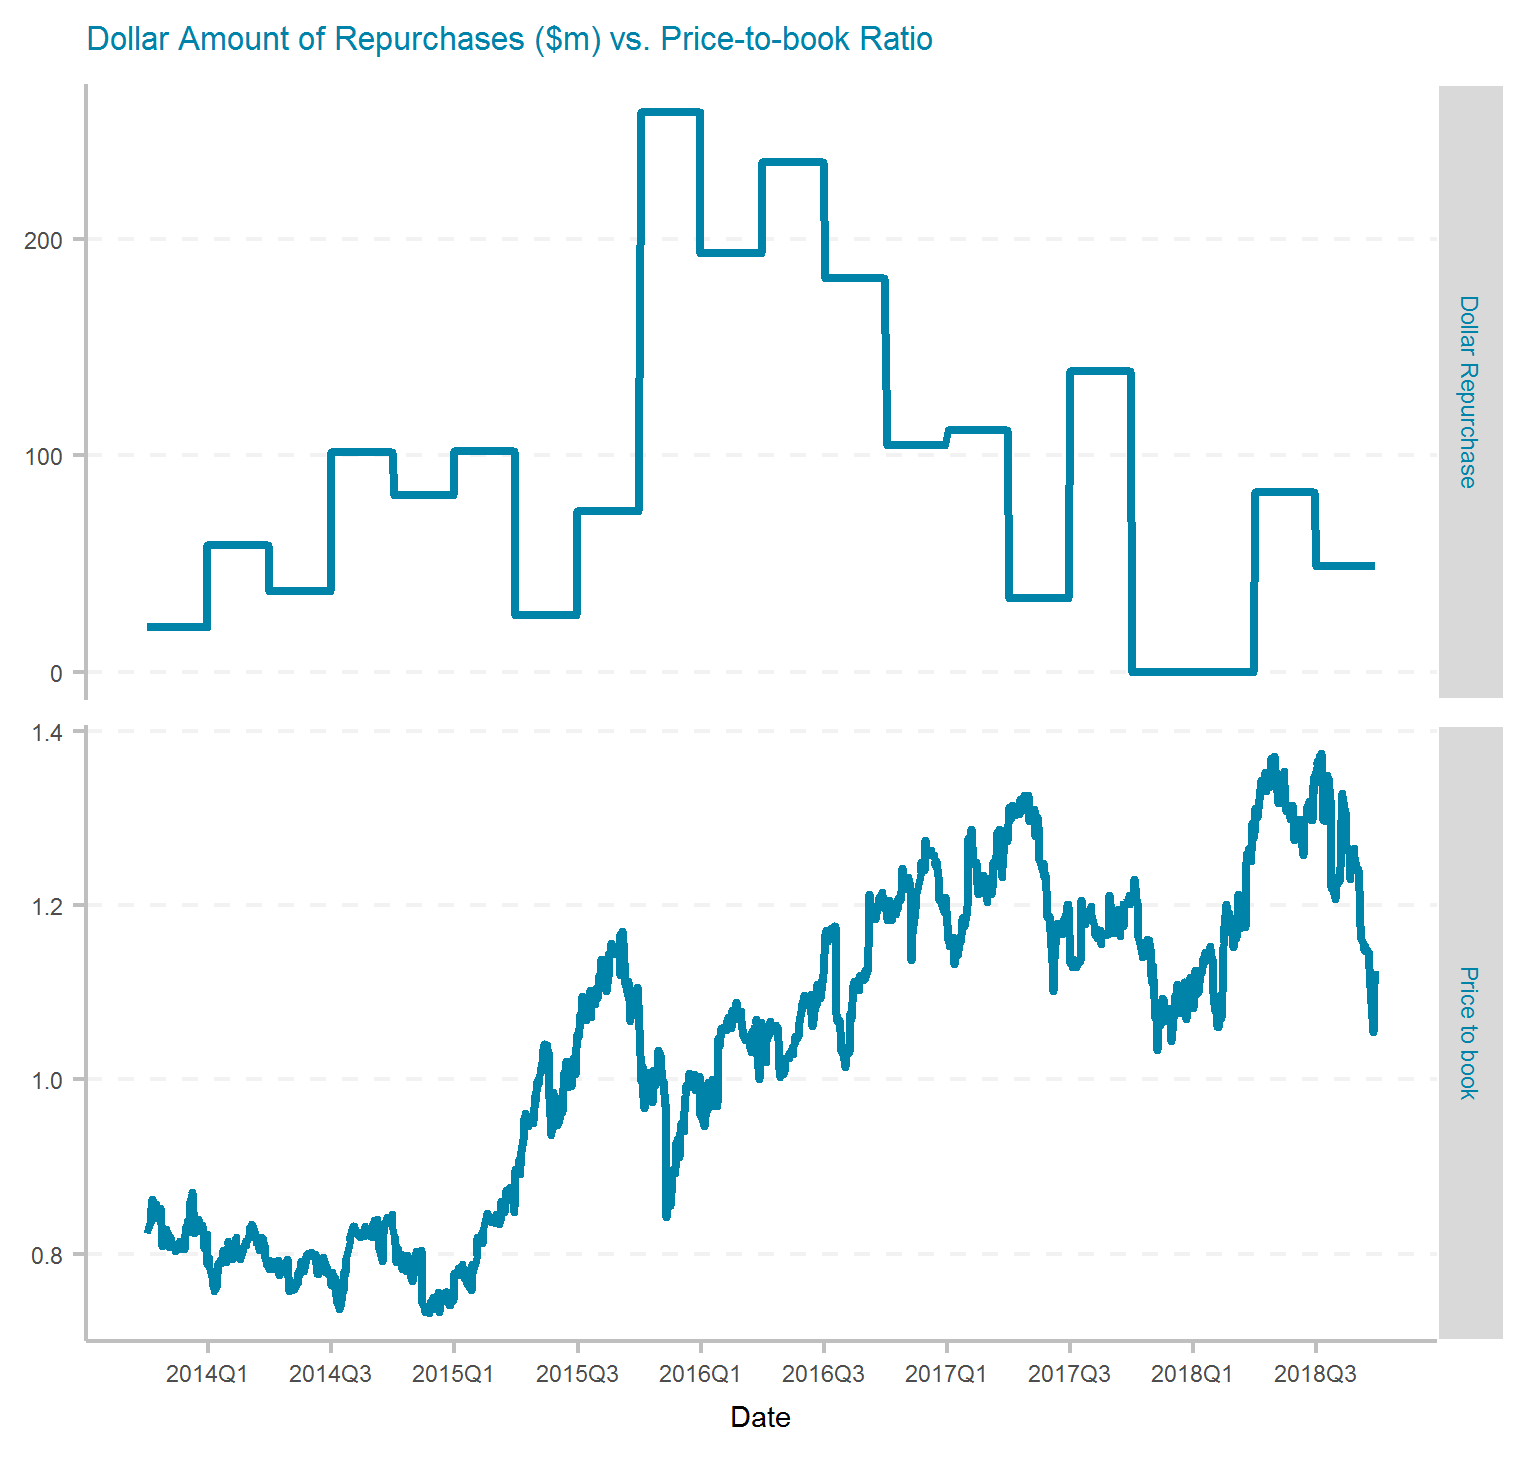 Dollar Amount of Repurchases ($m) vs. Price-to-book Ratio
200
100
0
Dollar Repurchase
1.4
1.2
1.0
0.8
Price to book
2014Q1 2014Q3 2015Q1 2015Q3 2016Q1 2016Q3 2017Q1 2017Q3 2018Q1 2018Q3
Date